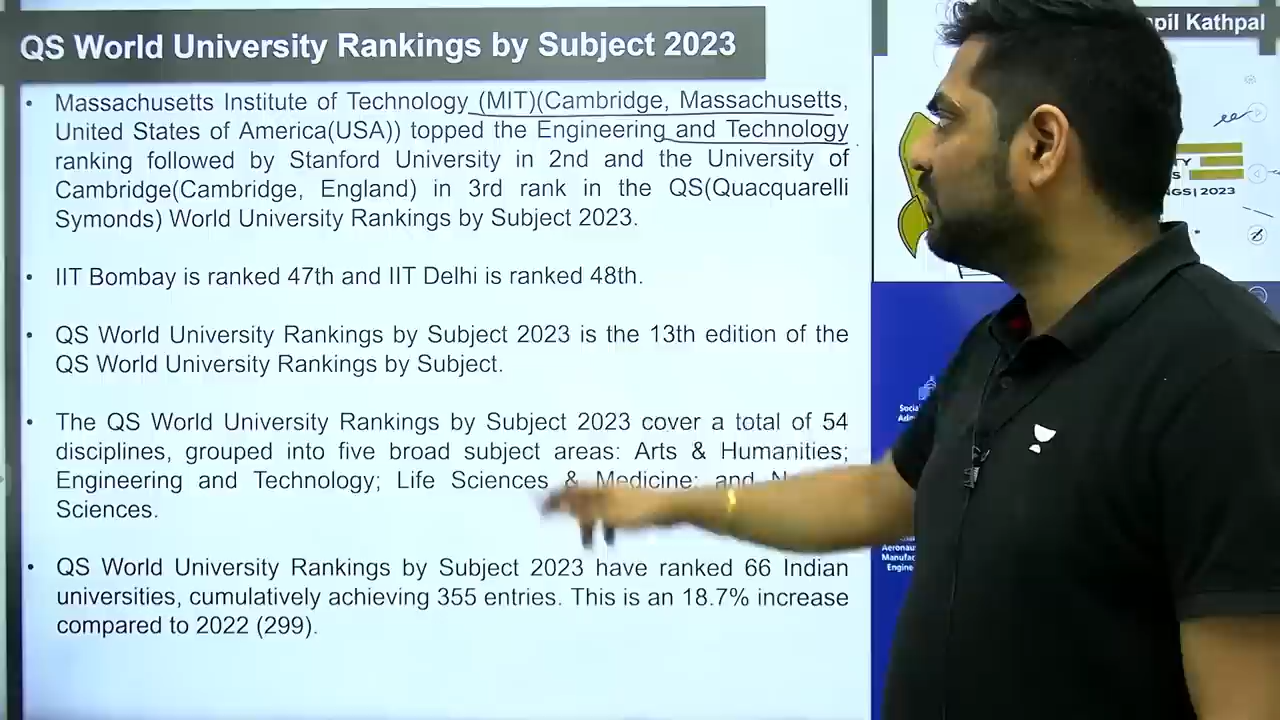 QS World University Rankings by Subject 2023
pil Kathpal
• Massachusetts Institute of Technology (MIT)(Cambridge, Massachusetts,
United States of America(USA)) topped the Engineering and Technology
ranking followed by Stanford University in 2nd and the University of
Cambridge(Cambridge, England) in 3rd rank in the QS(Quacquarelli
Symonds) World University Rankings by Subject 2023.
• IIT Bombay is ranked 47th and IIT Delhi is ranked 48th.
• QS World University Rankings by Subject 2023 is the 13th edition of the
QS World University Rankings by Subject.
• The QS World University Rankings by Subject 2023 cover a total of 54
disciplines, grouped into five broad subject areas: Arts & Humanities;
Engineering and Technology; Life Sciences & Medicine; and
Sciences.
• QS World University Rankings by Subject 2023 have ranked 66 Indian
universities, cumulatively achieving 355 entries. This is an 18.7% increase
compared to 2022 (299).
2023
Social
Aeronau
Manufac
Engine